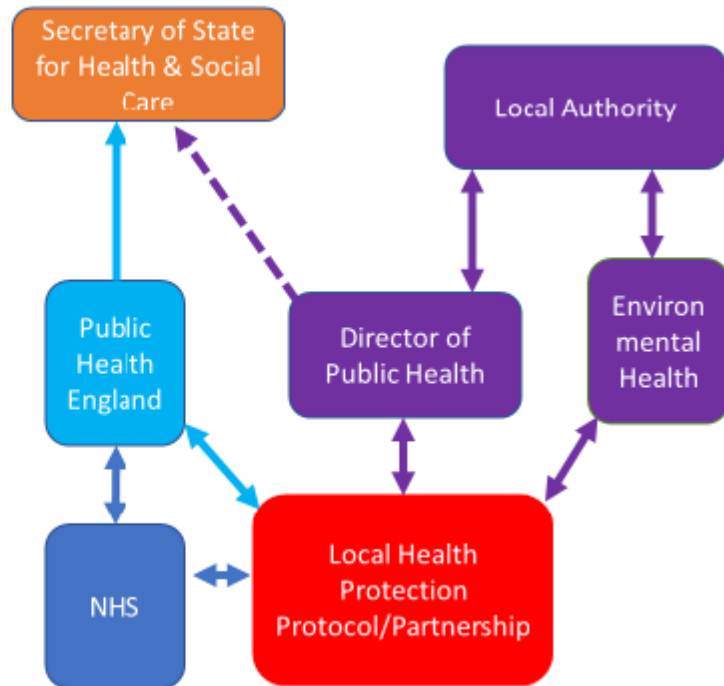 Secretary of State
for Health & Social
Care
Local Authority
Public
Health
England
Director of
Public Health
Environ
mental
Health
NHS
Local Health
Protection
Protocol/Partnership